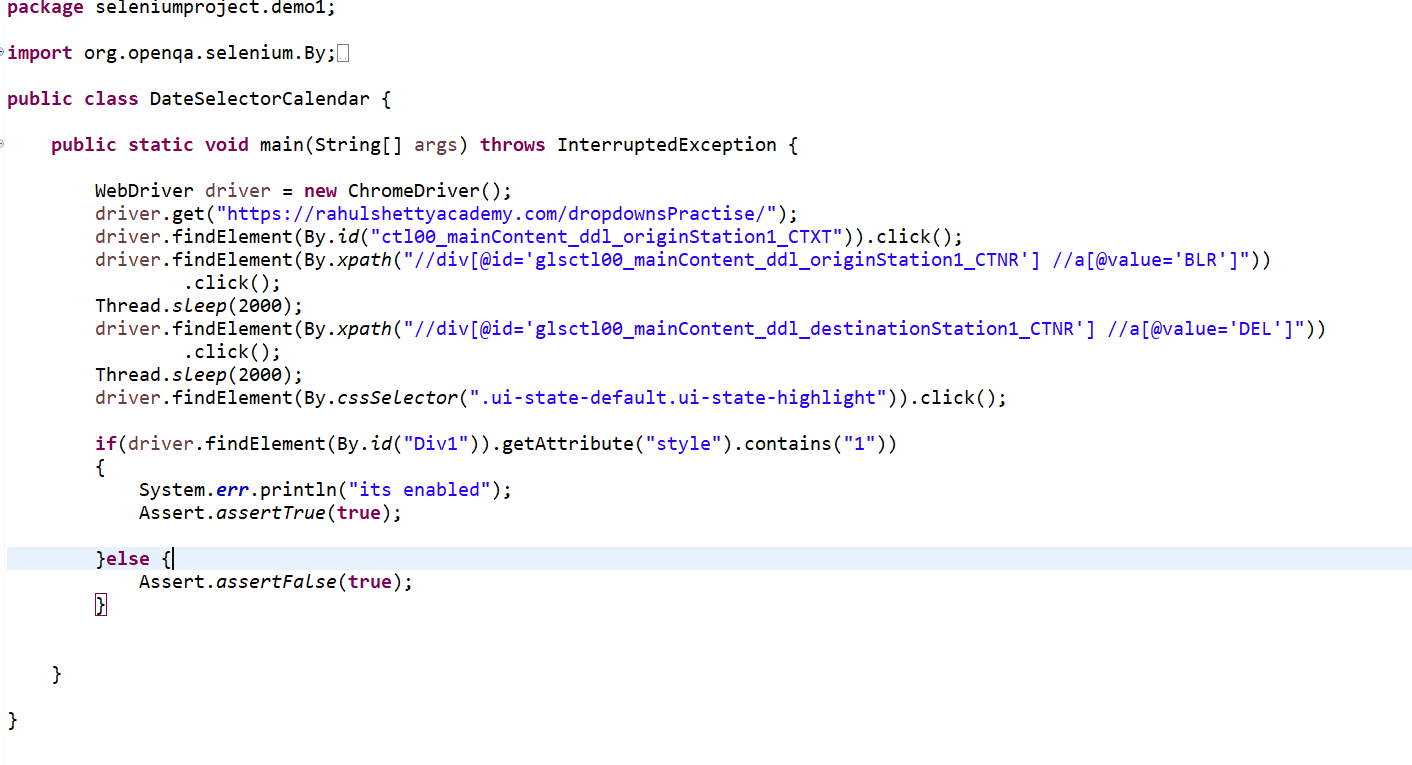 package seleniumproject.demo1;
import org.openqa.selenium.By;
public class DateSelectorCalendar {
public static void main(String[] args) throws InterruptedException {
WebDriver driver = new ChromeDriver();
driver.get("https://rahulshettyacademy.com/dropdownsPractise/");
driver.findElement(By.id("ctl00_mainContent_ddl_originStation1_CTXT")).click();
driver.findElement(By.xpath("//div[@id='glsctl00_mainContent_ddl_originStation1_CTNR'] //a[@value='BLR']"))
.click();
Thread.sleep(2000);
driver.findElement(By.xpath("//div[@id='glsctl00_mainContent_ddl_destinationStation1_CTNR'] //a[@value='DEL']"))
.click();
Thread.sleep(2000);
driver.findElement(By.cssSelector(".ui-state-default.ui-state-highlight")).click();
if(driver.findElement(By.id("Div1")).getAttribute("style").contains("1"))
{
System.err.println("its enabled");
Assert.assertTrue(true);
}else {
Assert.assertFalse(true);
}
}
}